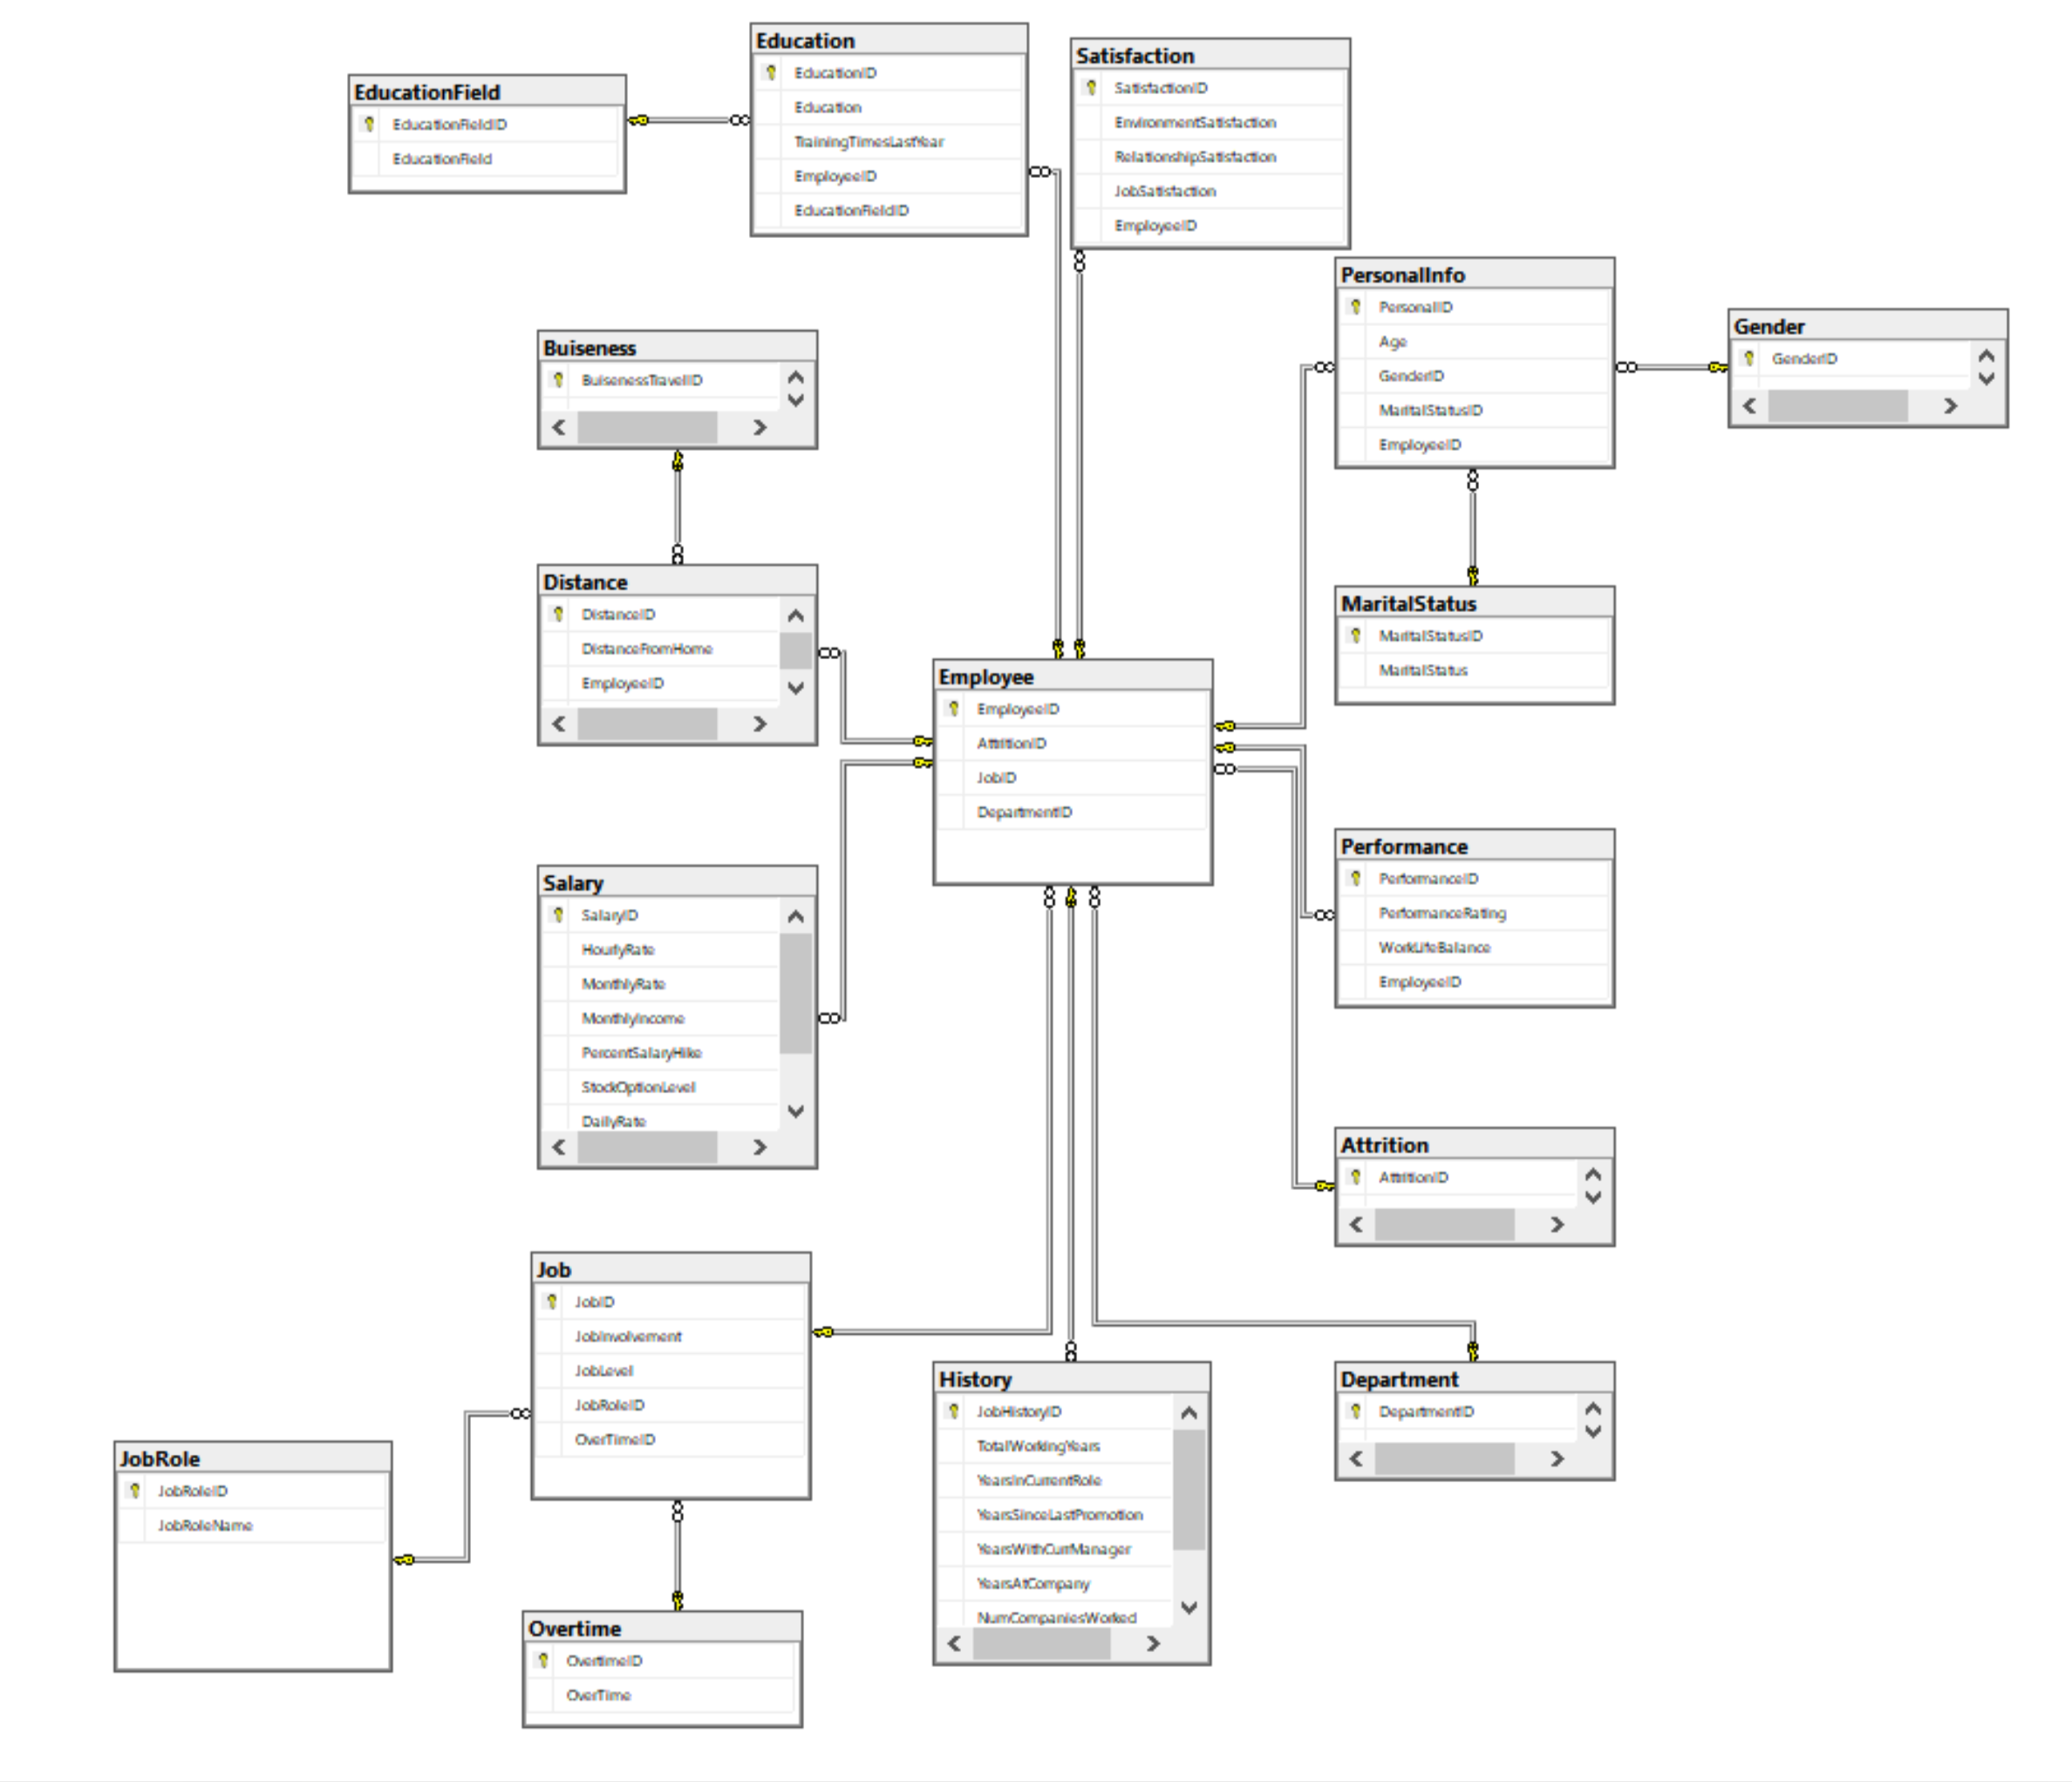 Education
EducationID
Education
TrainingTimesLastYear
EmployeeID
EducationFieldID
Satisfaction
SatisfactionID
EnvironmentSatisfaction
RelationshipSatisfaction
JobSatisfaction
EmployeeID
EducationField
EducationFieldID
EducationField
PersonalInfo
PersonalID
Age
GenderID
MaritalStatusID
EmployeeID
Gender
GenderID
Buiseness
BuisenessTravelID
Distance
DistanceID
DistanceFromHome
EmployeeID
MaritalStatus
MaritalStatusID
MaritalStatus
Employee
EmployeeID
AttritionID
JobID
DepartmentID
Performance
PerformanceID
PerformanceRating
WorkLifeBalance
EmployeeID
Salary
SalaryID
HourlyRate
MonthlyRate
MonthlyIncome
PercentSalaryHike
StockOptionLevel
DailyRate
Attrition
AttritionID
Job
JobID
JobInvolvement
JobLevel
JobRoleID
OverTimeID
History
JobHistoryID
TotalWorkingYears
YearsInCurrentRole
YearsSinceLastPromotion
YearsWithCurrManager
YearsAtCompany
NumCompaniesWorked
Department
DepartmentID
JobRole
JobRoleID
JobRoleName
Overtime
OvertimeID
OverTime